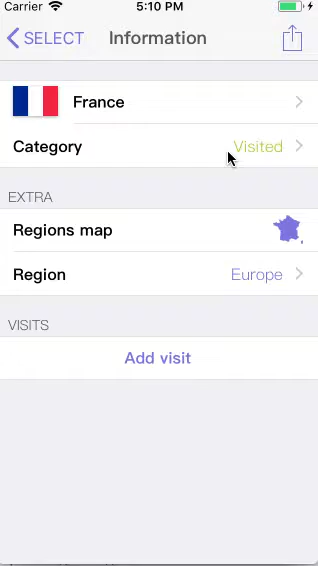 Carrier 5:10 PM
SELECT Information
France
Category Visited
EXTRA
Regions map
Region Europe
VISITS
Add visit